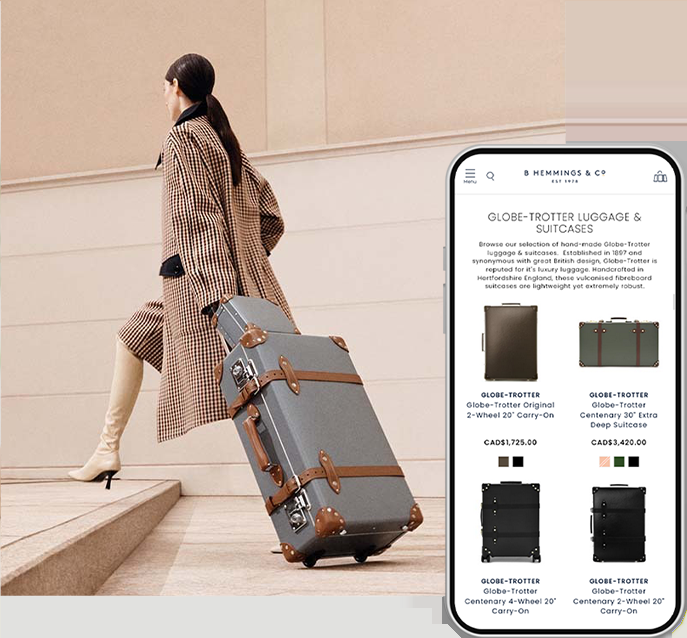 Menu
B HEMMINGS & Cº
EST 1928
GLOBE-TROTTER LUGGAGE &
SUITCASES
Browse our selection of hand-made Globe-Trotter
luggage & suitcases. Established in 1897 and
synonymous with great British design, Globe-Trotter is
reputed for it's luxury luggage. Handcrafted in
Hertfordshire England, these vulcanised fibreboard
suitcases are lightweight yet extremely robust.
GLOBE-TROTTER
Globe-Trotter Original
2-Wheel 20" Carry-On
CAD$1,725.00
GLOBE-TROTTER
Globe-Trotter
Centenary 30" Extra
Deep Suitcase
CAD$3,420.00
GLOBE-TROTTER
Globe-Trotter
Centenary 4-Wheel 20"
Carry-On
GLOBE-TROTTER
Globe-Trotter
Centenary 2-Wheel 20"
Carry-On